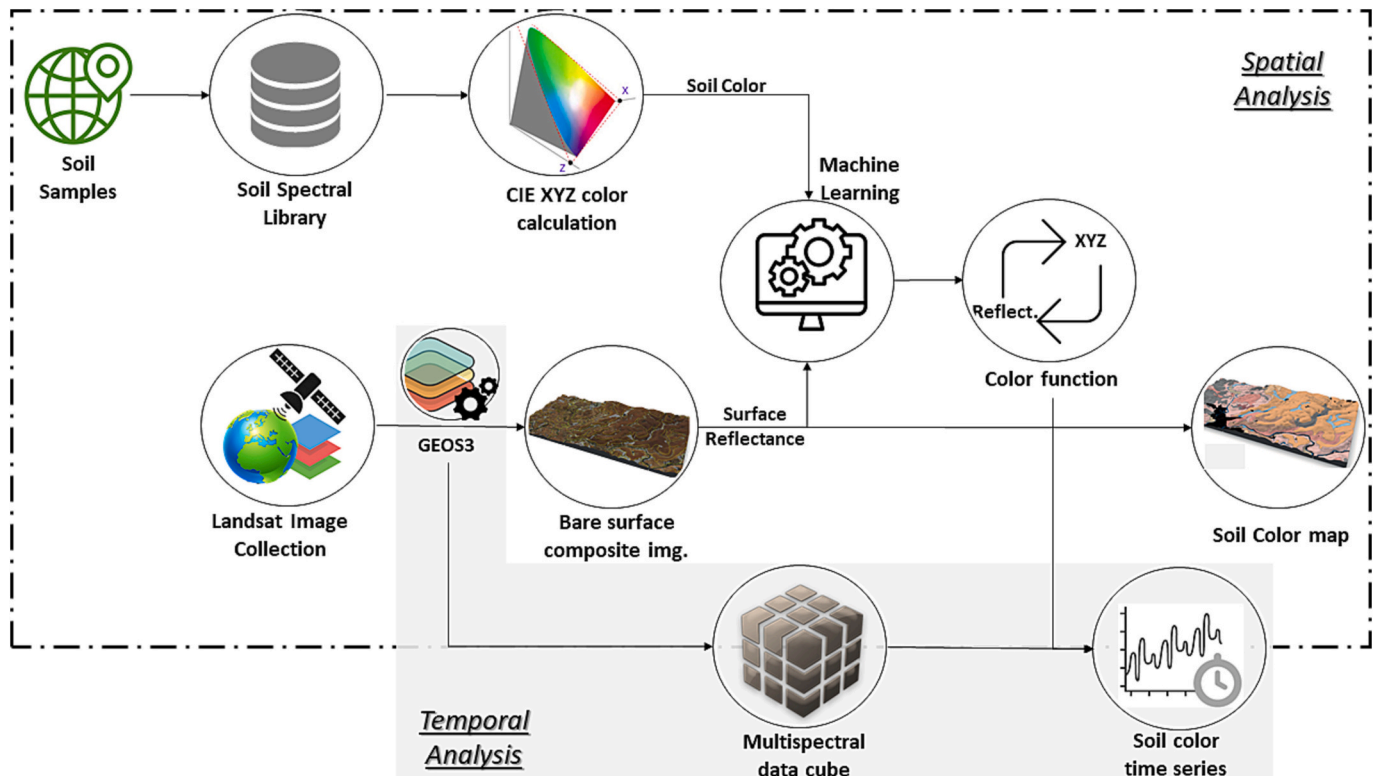 Spatial
Analysis
Soil
Samples
Soil Spectral
Library
X
Z
CIE XYZ color
calculation
Soil Color
Machine
Learning
XYZ
Reflect.
Color function
Landsat Image
Collection
GEOS3
Bare surface
composite img.
Surface
Reflectance
Soil Color map
Temporal
Analysis
Multispectral
data cube
Soil color
time series